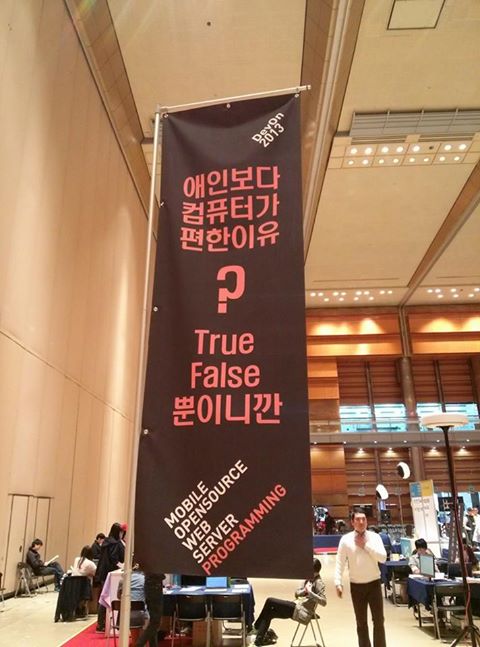 DevOn
2013
애인보다
컴퓨터가
편한이유
?
True
False
뿐이니깐
MOBILE
OPENSOURCE
WEB
SERVER
PROGRAMMING